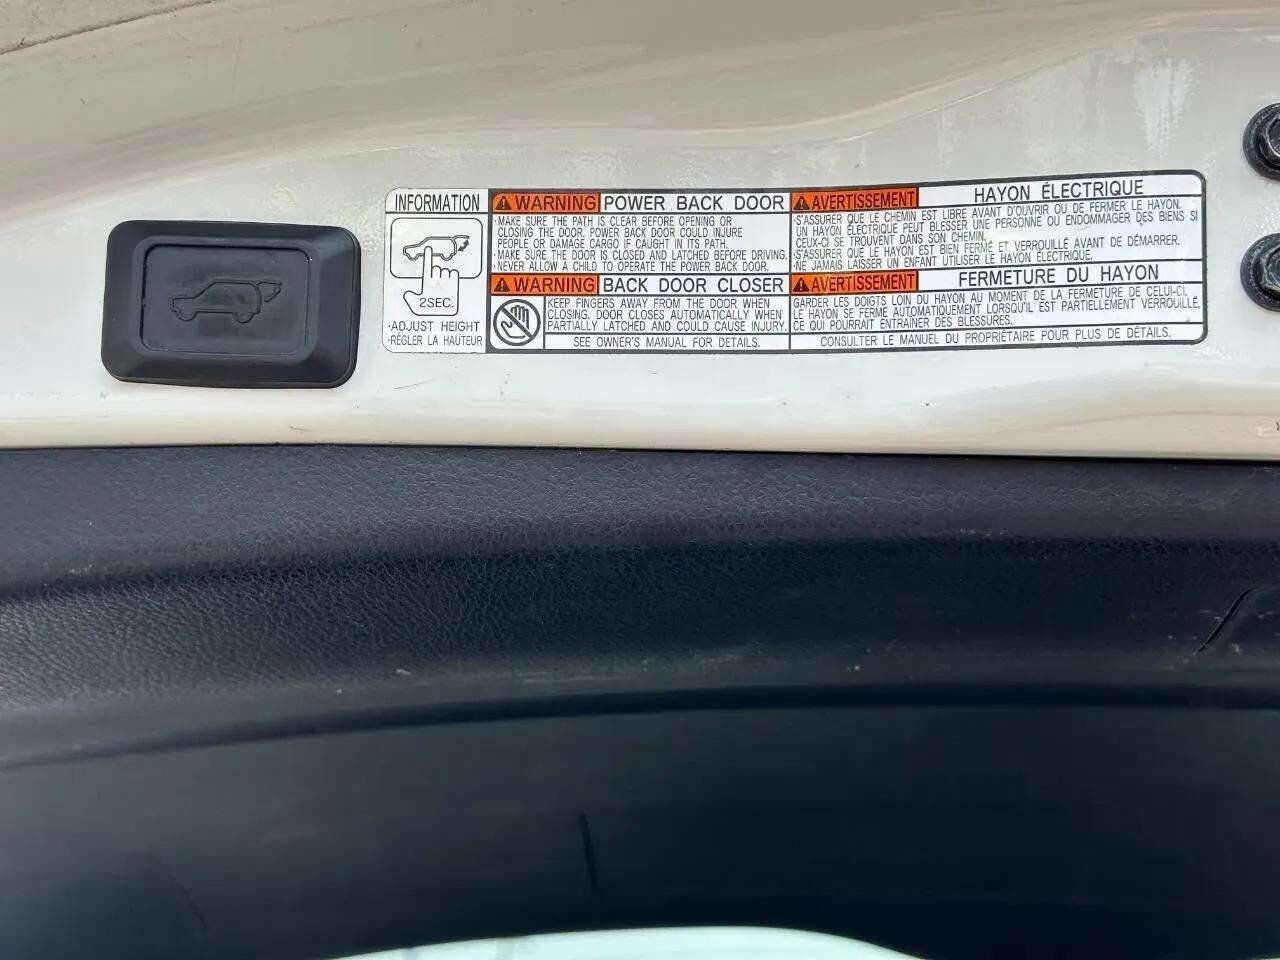 INFORMATION
2SEC.
·ADJUST HEIGHT
·RÉGLER LA HAUTEUR
WARNING POWER BACK DOOR
·MAKE SURE THE PATH IS CLEAR BEFORE OPENING OR
CLOSING THE DOOR. POWER BACK DOOR COULD INJURE
PEOPLE OR DAMAGE CARGO IF CAUGHT IN ITS PATH.
·MAKE SURE THE DOOR IS CLOSED AND LATCHED BEFORE DRIVING.
·NEVER ALLOW A CHILD TO OPERATE THE POWER BACK DOOR.
WARNING BACK DOOR CLOSER
KEEP FINGERS AWAY FROM THE DOOR WHEN
CLOSING. DOOR CLOSES AUTOMATICALLY WHEN
PARTIALLY LATCHED AND COULD CAUSE INJURY.
SEE OWNER'S MANUAL FOR DETAILS.
AVERTISSEMENT HAYON ÉLECTRIQUE
·S'ASSURER QUE LE CHEMIN EST LIBRE AVANT D'OUVRIR OU DE FERMER LE HAYON.
UN HAYON ÉLECTRIQUE PEUT BLESSER UNE PERSONNE OU ENDOMMAGER DES BIENS SI
CEUX-CI SE TROUVENT DANS SON CHEMIN.
·S'ASSURER QUE LE HAYON EST BIEN FERMÉ ET VERROUILLÉ AVANT DE DÉMARRER.
·NE JAMAIS LAISSER UN ENFANT UTILISER LE HAYON ÉLECTRIQUE.
AVERTISSEMENT FERMETURE DU HAYON
GARDER LES DOIGTS LOIN DU HAYON AU MOMENT DE LA FERMETURE DE CELUI-CI.
LE HAYON SE FERME AUTOMATIQUEMENT LORSQU'IL EST PARTIELLEMENT VERROUILLÉ,
CE QUI POURRAIT ENTRAÎNER DES BLESSURES.
CONSULTER LE MANUEL DU PROPRIÉTAIRE POUR PLUS DE DÉTAILS.